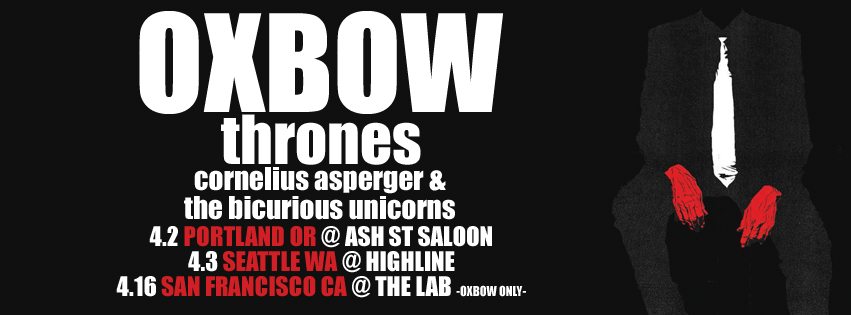 OXBOW
thrones
cornelius asperger &
the bicurious unicorns
4.2 PORTLAND OR @ ASH ST SALOON
4.3 SEATTLE WA @ HIGHLINE
4.16 SAN FRANCISCO CA @ THE LAB -OXBOW ONLY-